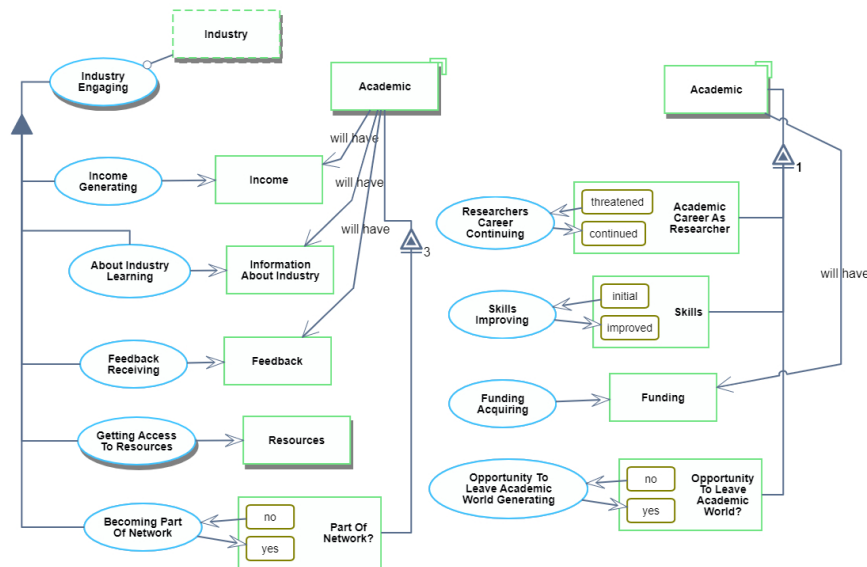 Industry
Industry
Engaging
Academic
Academic
will have
Income
Generating
Income
will have
threatened
continued
Researchers
Career
Continuing
Academic
Career As
Researcher
1
will have
3
About Industry
Learning
Information
About Industry
will have
Skills
Improving
initial
improved
Skills
Feedback
Receiving
Feedback
Funding
Acquiring
Funding
Getting Access
To Resources
Resources
Opportunity To
Leave Academic
World Generating
no
yes
Opportunity
To Leave
Academic
World?
Becoming Part
Of Network
no
yes
Part Of
Network?